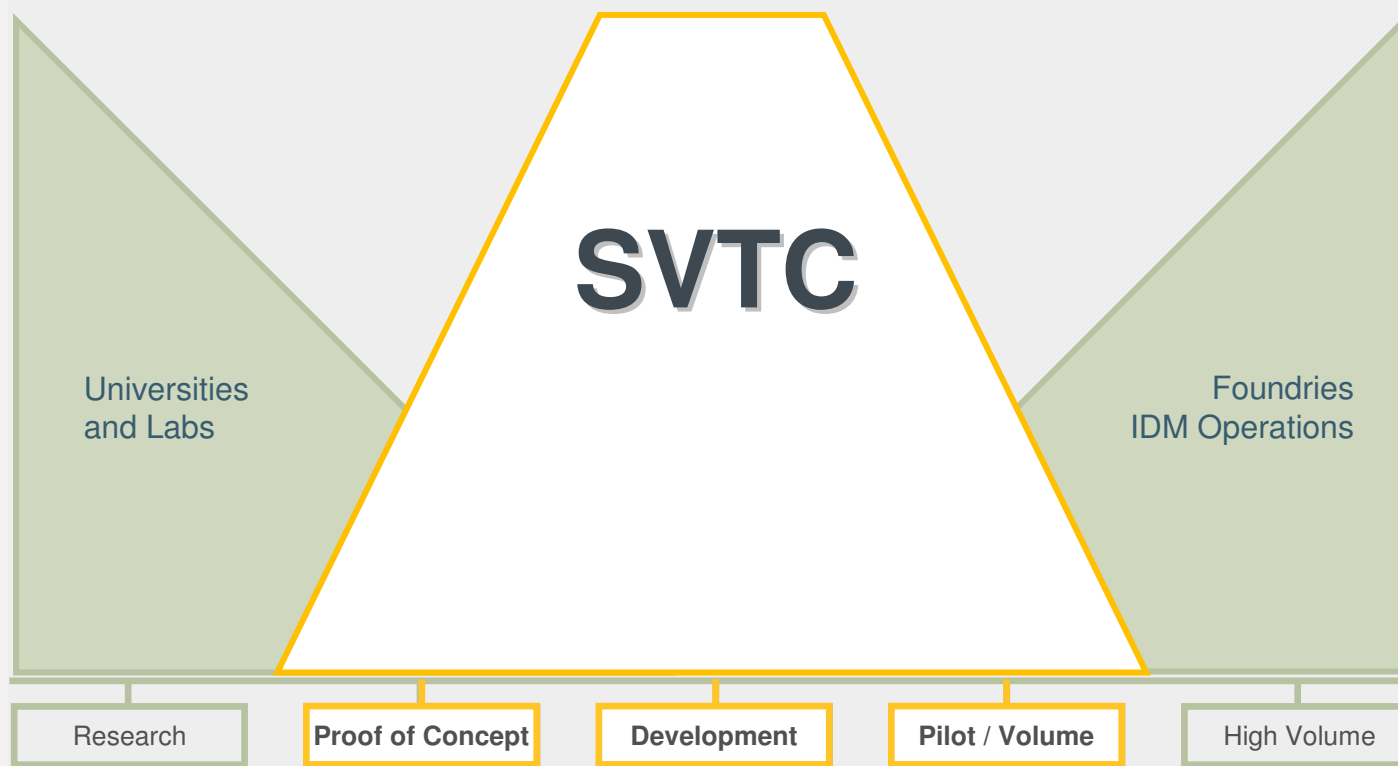 SVTC
Universities
and Labs
Foundries
IDM Operations
Research
Proof of Concept
Development
Pilot / Volume
High Volume